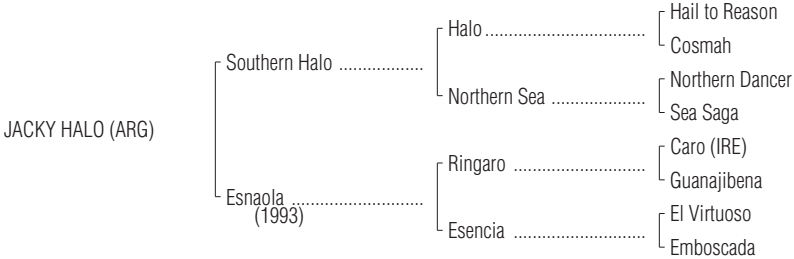 Hail to Reason
Halo ..................................
Cosmah
Southern Halo ..................
Northern Dancer
Northern Sea ....................
Sea Saga
JACKY HALO (ARG)
Caro (IRE)
Ringaro ............................
Guanajibena
Esnaola ............................
(1993)
El Virtuoso
Esencia ............................
Emboscada